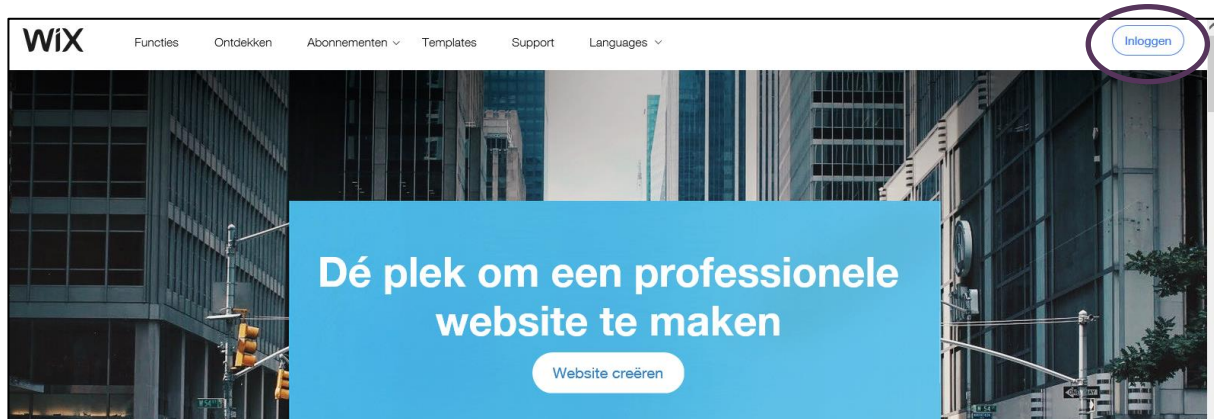 WiX
Functies Ontdekken Abonnementen Templates Support Languages Inloggen
Dé plek om een professionele
website te maken
Website creëren